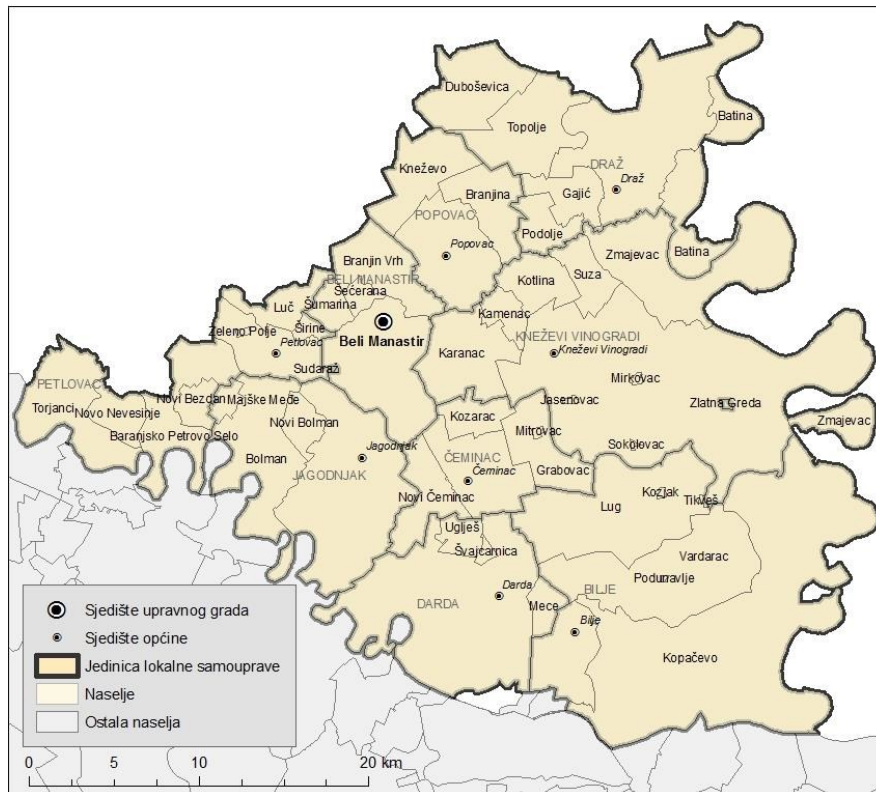 Duboševica
Batina
Topolje
DRAŽ
Kneževo
Branjina
Gajić
Draž
POPOVAC
Podolje
Zmajevac
Batina
Popovac
Branjin Vrh
Suza
Kotlina
BELI MANASTIR
Šećerana
Luč
Šumarina
Kamenac
Zeleno Polje
Širine
KNEŽEVI VINOGRADI
Beli Manastir
Petlovac
Karanac
Kneževi Vinogradi
Sudaraž
Mirkovac
PETLOVAC
Novi Bezdan
Majške Međe
Jasenovac
Zlatna Greda
Torjanci
Novo Nevesinje
Kozarac
Zmajevac
Novi Bolman
Mitrovac
Baranjsko Petrovo Selo
Jagodnjak
Sokolovac
Bolman
ČEMINAC
Grabovac
JAGODNJAK
Čeminac
Kozjak
Novi Čeminac
Tikveš
Lug
Uglješ
Švajcarnica
Vardarac
Podunavlje
Darda
BILJE
DARDA
Mece
Bilje
Kopačevo
Sjedište upravnog grada
Sjedište općine
Jedinica lokalne samouprave
Naselje
Ostala naselja
0 5 10 20 km